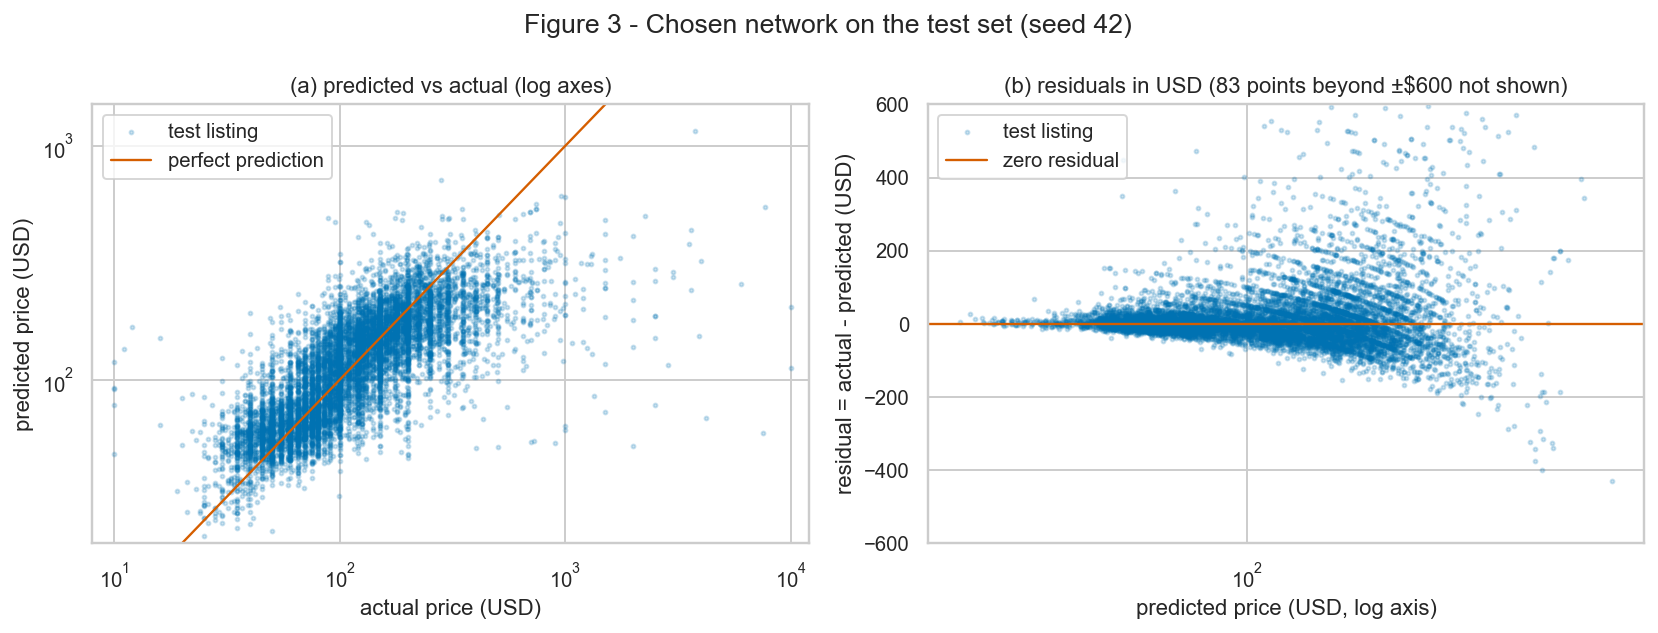 Figure 3 - Chosen network on the test set (seed 42)
(a) predicted vs actual (log axes)
test listing
perfect prediction
10³
10²
predicted price (USD)
10¹
10²
10³
10⁴
actual price (USD)
(b) residuals in USD (83 points beyond ±$600 not shown)
test listing
zero residual
600
400
200
0
−200
−400
−600
residual = actual - predicted (USD)
10²
predicted price (USD, log axis)